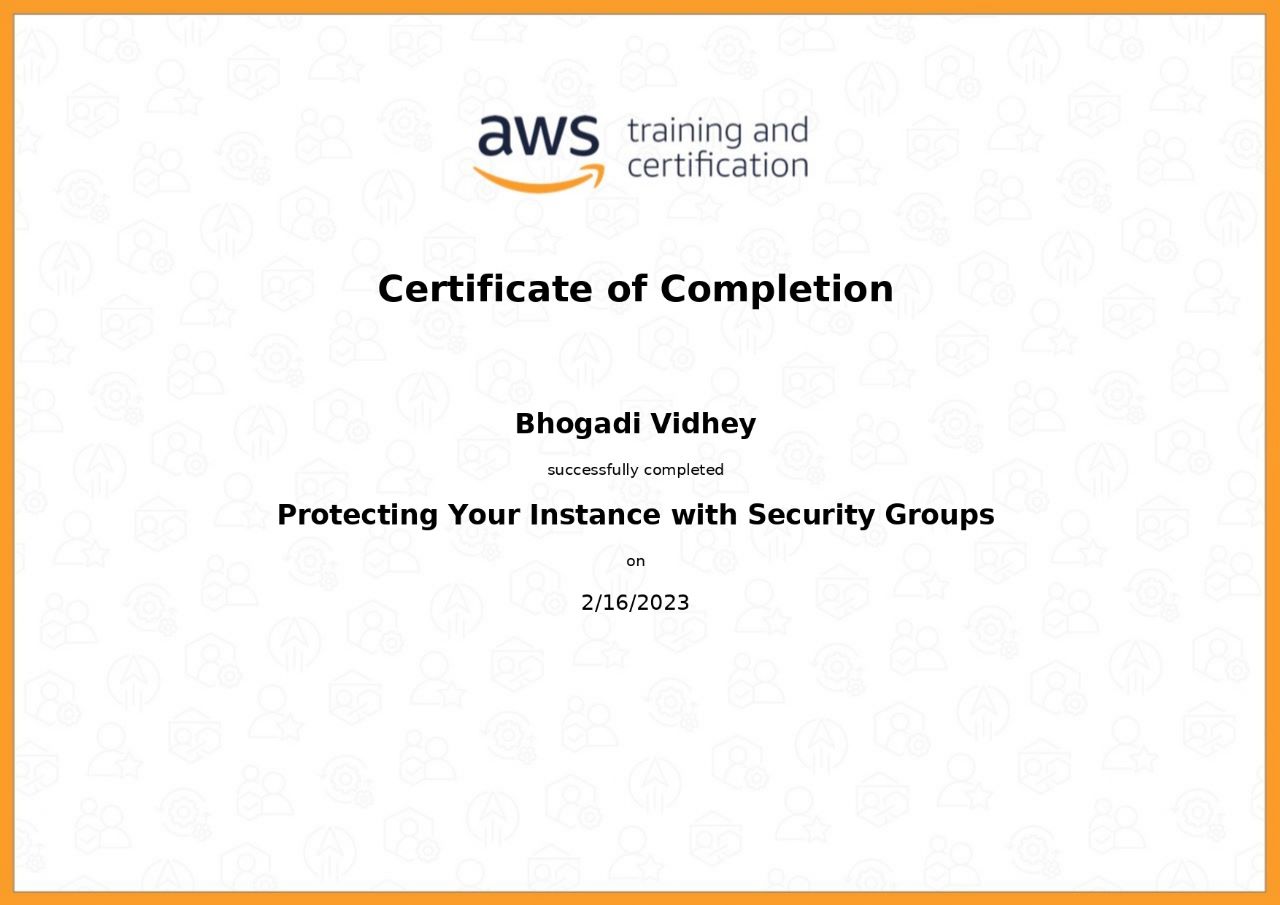 aws training and
certification
Certificate of Completion
Bhogadi Vidhey
successfully completed
Protecting Your Instance with Security Groups
on
2/16/2023